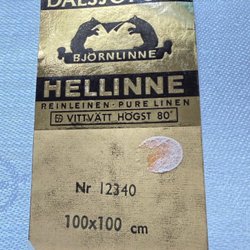 BJÖRNLINNE
HELLINNE
REINLEINEN · PURE LINEN
VITTVÄTT HÖGST 80°
Nr 12340
100x100 cm